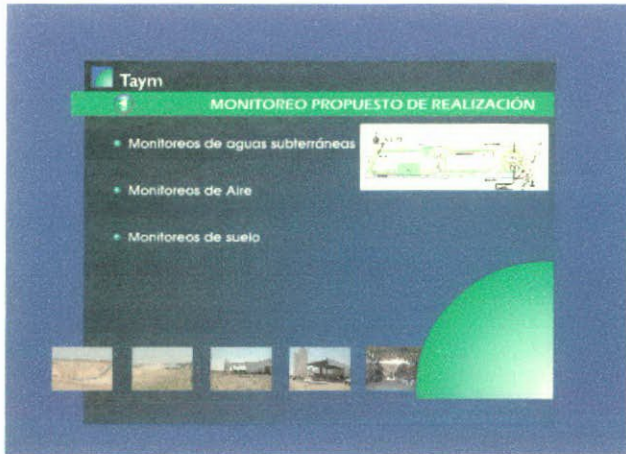 Taym
MONITOREO PROPUESTO DE REALIZACIÓN
Monitoreos de aguas subterráneas
Monitoreos de Aire
Monitoreos de suelo